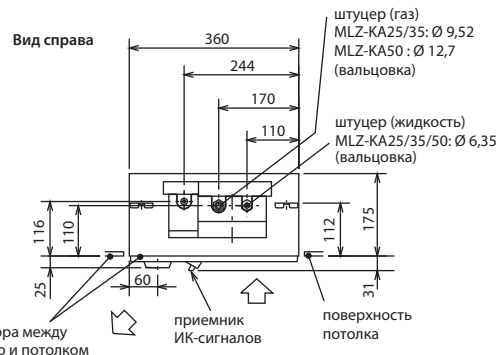 штуцер (газ)
MLZ-KA25/35: Ø 9,52
MLZ-KA50 : Ø 12,7
(вальцовка)
Вид справа
360
244
170
110
штуцер (жидкость)
MLZ-KA25/35/50: Ø 6,35
(вальцовка)
116
110
112
175
25
60
31
приемник
ИК-сигналов
поверхность
потолка
между
и потолком